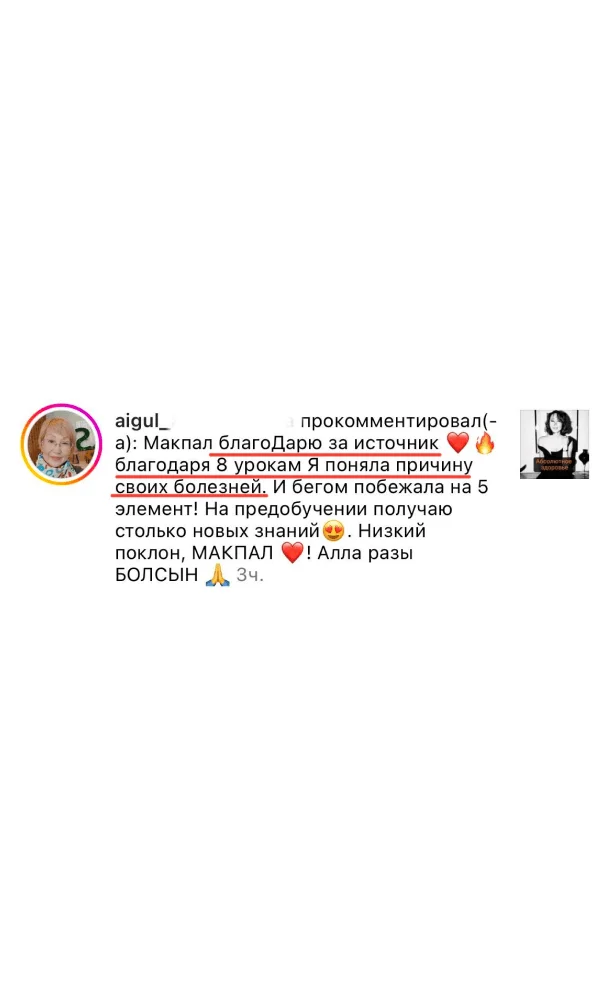 aigul_ а прокомментировал(-
а): Макпал благоДарю за источник ❤️🔥
благодаря 8 урокам Я поняла причину
своих болезней. И бегом побежала на 5
элемент! На предобучении получаю
столько новых знаний😍. Низкий
поклон, МАКПАЛ ❤️! Алла разы
БОЛСЫН 🙏 3ч.
Абсолютное
здоровье